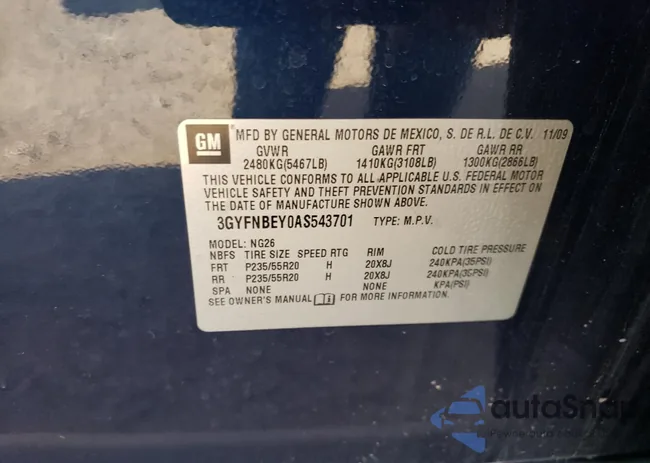 GM
MFD BY GENERAL MOTORS DE MEXICO, S. DE R.L. DE C.V. 11/09
GVWR GAWR FRT GAWR RR
2480KG(5467LB) 1410KG(3108LB) 1300KG(2866LB)
THIS VEHICLE CONFORMS TO ALL APPLICABLE U.S. FEDERAL MOTOR
VEHICLE SAFETY AND THEFT PREVENTION STANDARDS IN EFFECT ON
THE DATE OF MANUFACTURE SHOWN ABOVE.
3GYFNBEY0AS543701 TYPE: M.P.V.
MODEL: NG26
NBFS TIRE SIZE SPEED RTG RIM COLD TIRE PRESSURE
FRT P235/55R20 H 20X8J 240KPA(35PSI)
RR P235/55R20 H 20X8J 240KPA(35PSI)
SPA NONE NONE KPA(PSI)
SEE OWNER'S MANUAL FOR MORE INFORMATION.
autoSnap